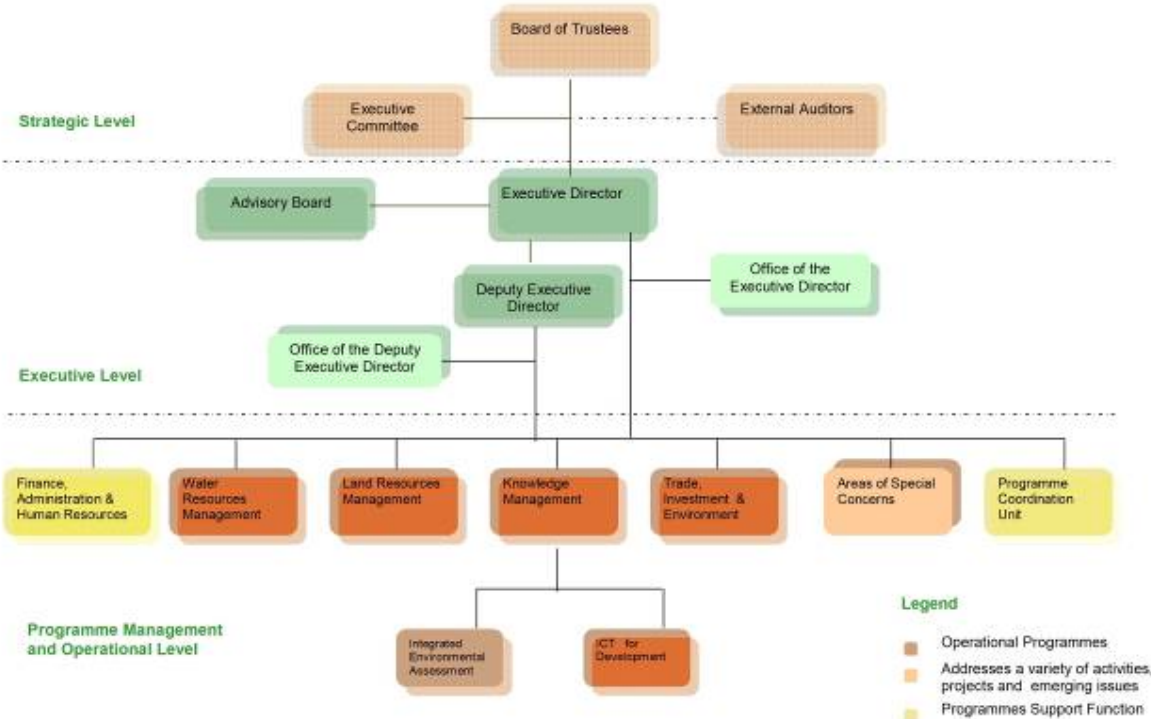 Board of Trustees
Executive
Committee
External Auditors
Strategic Level
Advisory Board
Executive Director
Office of the
Executive Director
Deputy Executive
Director
Office of the Deputy
Executive Director
Executive Level
Finance,
Administration &
Human Resources
Water
Resources
Management
Land Resources
Management
Knowledge
Management
Trade,
Investment &
Environment
Areas of Special
Concerns
Programme
Coordination
Unit
Programme Management
and Operational Level
Integrated
Environmental
Assessment
ICT for
Development
Legend
Operational Programmes
Addresses a variety of activities,
projects and emerging issues
Programmes Support Function